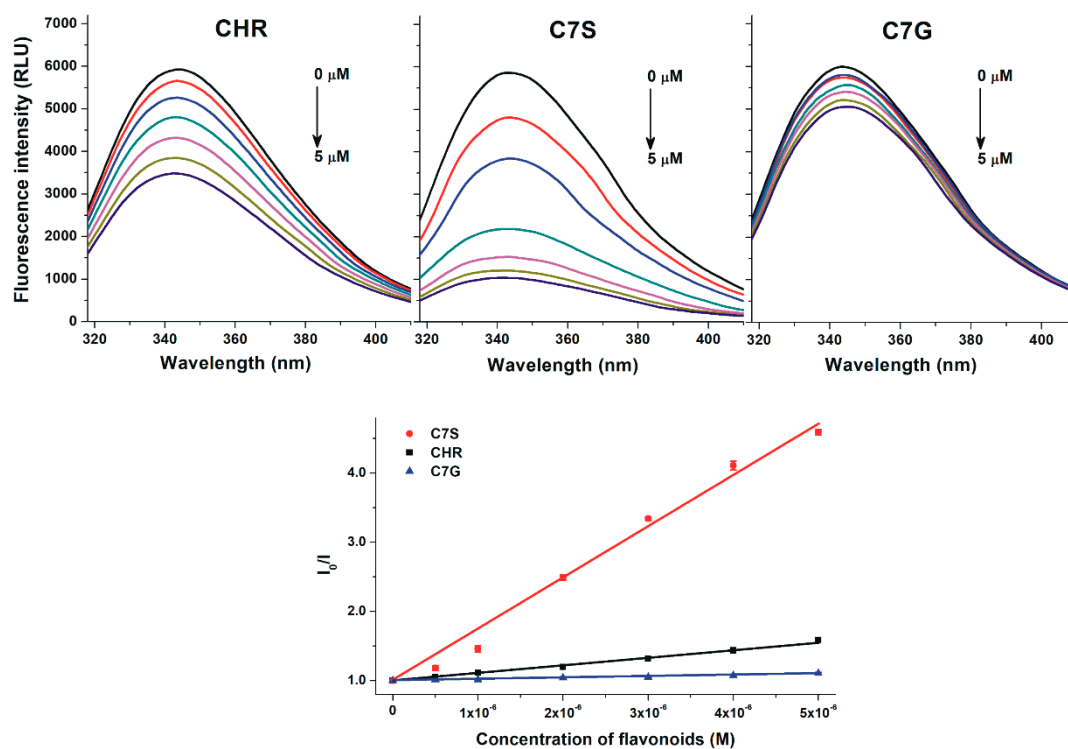 CHR
C7S
C7G
Fluorescence intensity (RLU)
7000
6000
5000
4000
3000
2000
1000
0
0 μM
5 μM
0 μM
5 μM
0 μM
5 μM
320 340 360 380 400
320 340 360 380 400
320 340 360 380 400
Wavelength (nm)
Wavelength (nm)
Wavelength (nm)
C7S
CHR
C7G
I₀/I
4.0
3.0
2.0
1.0
0 1x10⁻⁶ 2x10⁻⁶ 3x10⁻⁶ 4x10⁻⁶ 5x10⁻⁶
Concentration of flavonoids (M)